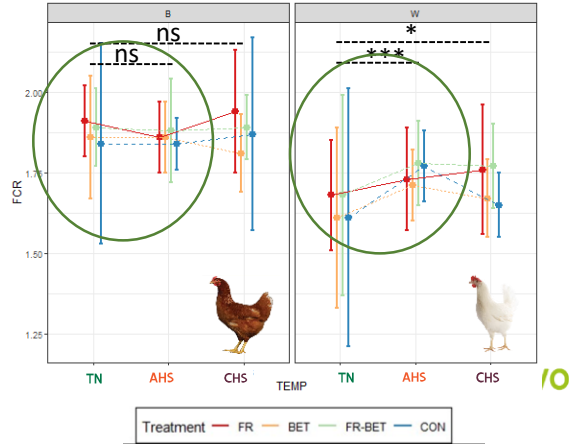 B W
ns *
ns ***
2.00
1.75
1.50
1.25
FCR
TN AHS CHS TN AHS CHS
TEMP
vo
Treatment FR BET FR-BET CON